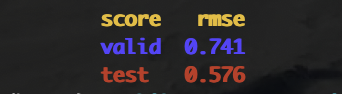 score rmse
valid 0.741
test 0.576